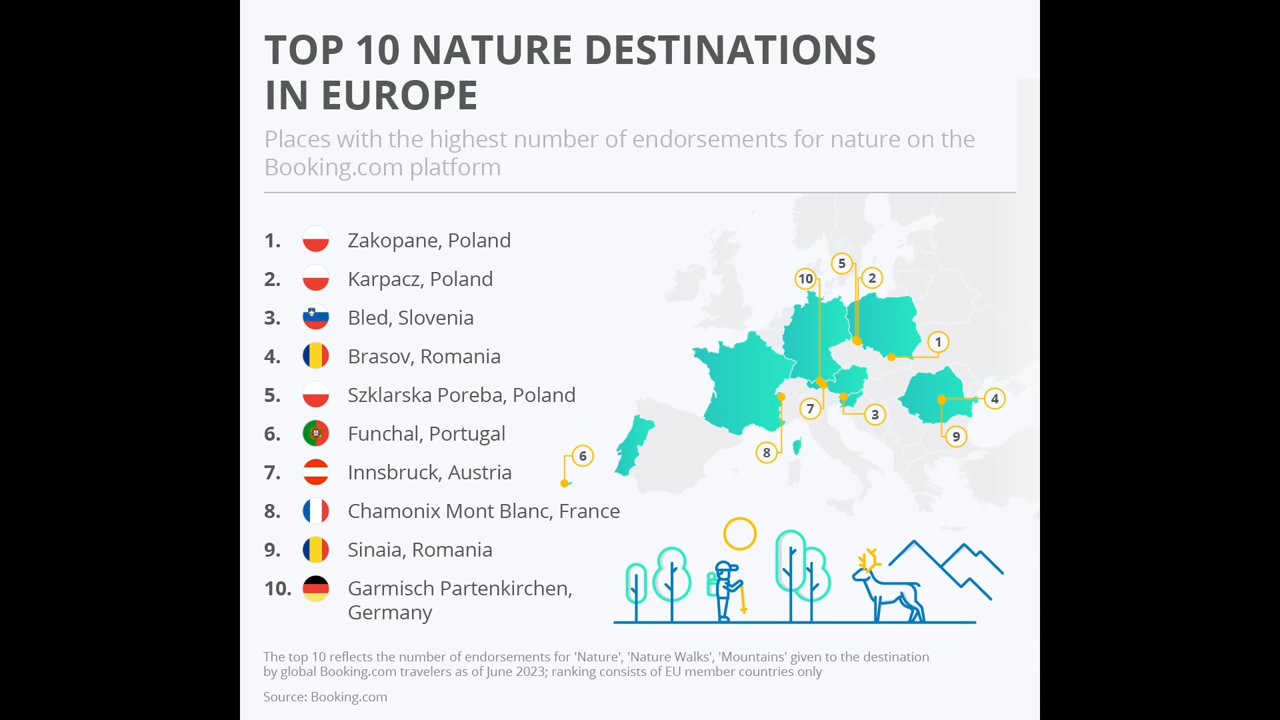 TOP 10 NATURE DESTINATIONS
IN EUROPE
Places with the highest number of endorsements for nature on the
Booking.com platform
1. Zakopane, Poland
2. Karpacz, Poland
3. Bled, Slovenia
4. Brasov, Romania
5. Szklarska Poreba, Poland
6. Funchal, Portugal
7. Innsbruck, Austria
8. Chamonix Mont Blanc, France
9. Sinaia, Romania
10. Garmisch Partenkirchen,
Germany
5
10
2
1
4
7
3
9
8
6
The top 10 reflects the number of endorsements for 'Nature', 'Nature Walks', 'Mountains' given to the destination
by global Booking.com travelers as of June 2023; ranking consists of EU member countries only
Source: Booking.com